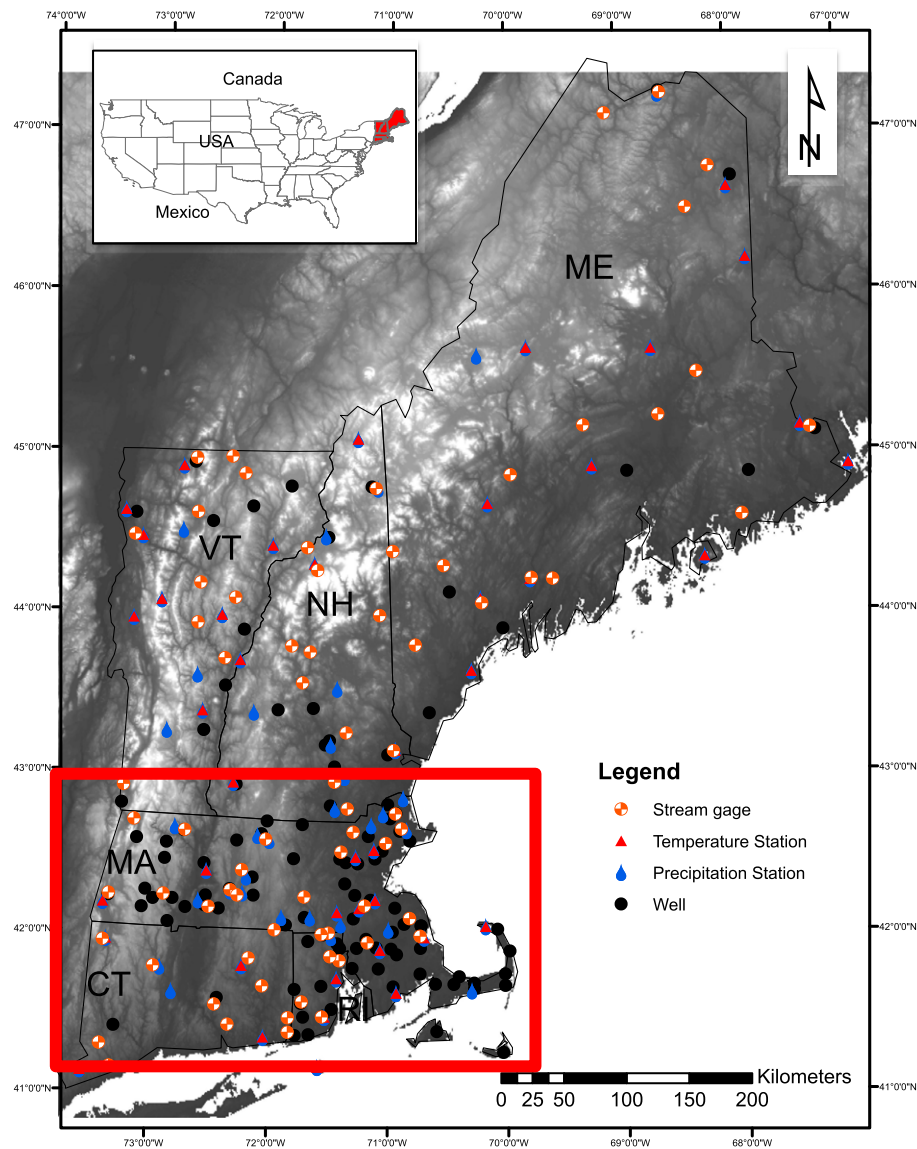 74°0'0"W 73°0'0"W 72°0'0"W 71°0'0"W 70°0'0"W 69°0'0"W 68°0'0"W 67°0'0"W
Canada
USA
Mexico
N
47°0'0"N 47°0'0"N
ME
46°0'0"N 46°0'0"N
45°0'0"N 45°0'0"N
VT
NH
44°0'0"N 44°0'0"N
43°0'0"N 43°0'0"N
Legend
Stream gage
Temperature Station
Precipitation Station
Well
MA
42°0'0"N 42°0'0"N
CT
RI
41°0'0"N 41°0'0"N
Kilometers
0 25 50 100 150 200
73°0'0"W 72°0'0"W 71°0'0"W 70°0'0"W 69°0'0"W 68°0'0"W